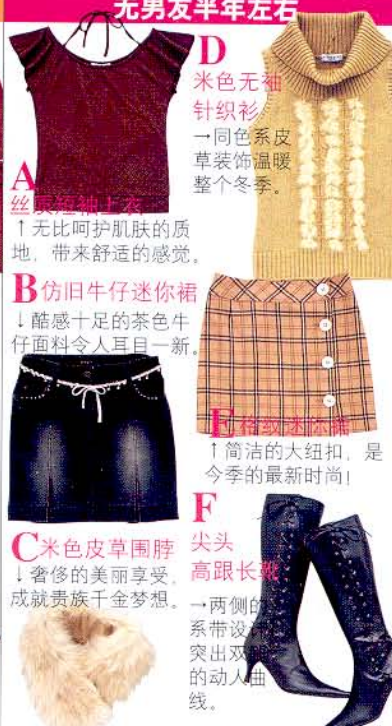 无男友半年左右
D
米色无袖
针织衫
→同色系皮
草装饰温暖
整个冬季。
A
丝质短袖上衣
↑无比呵护肌肤的质
地，带来舒适的感觉。
B仿旧牛仔迷你裙
↓酷感十足的茶色牛
仔面料令人耳目一新。
E格纹迷你裙
↑简洁的大纽扣，是
今季的最新时尚！
C米色皮草围脖
↓奢侈的美丽享受，
成就贵族千金梦想。
F
尖头
高跟长靴
→两侧的
系带设
突出双
的动人曲
线。